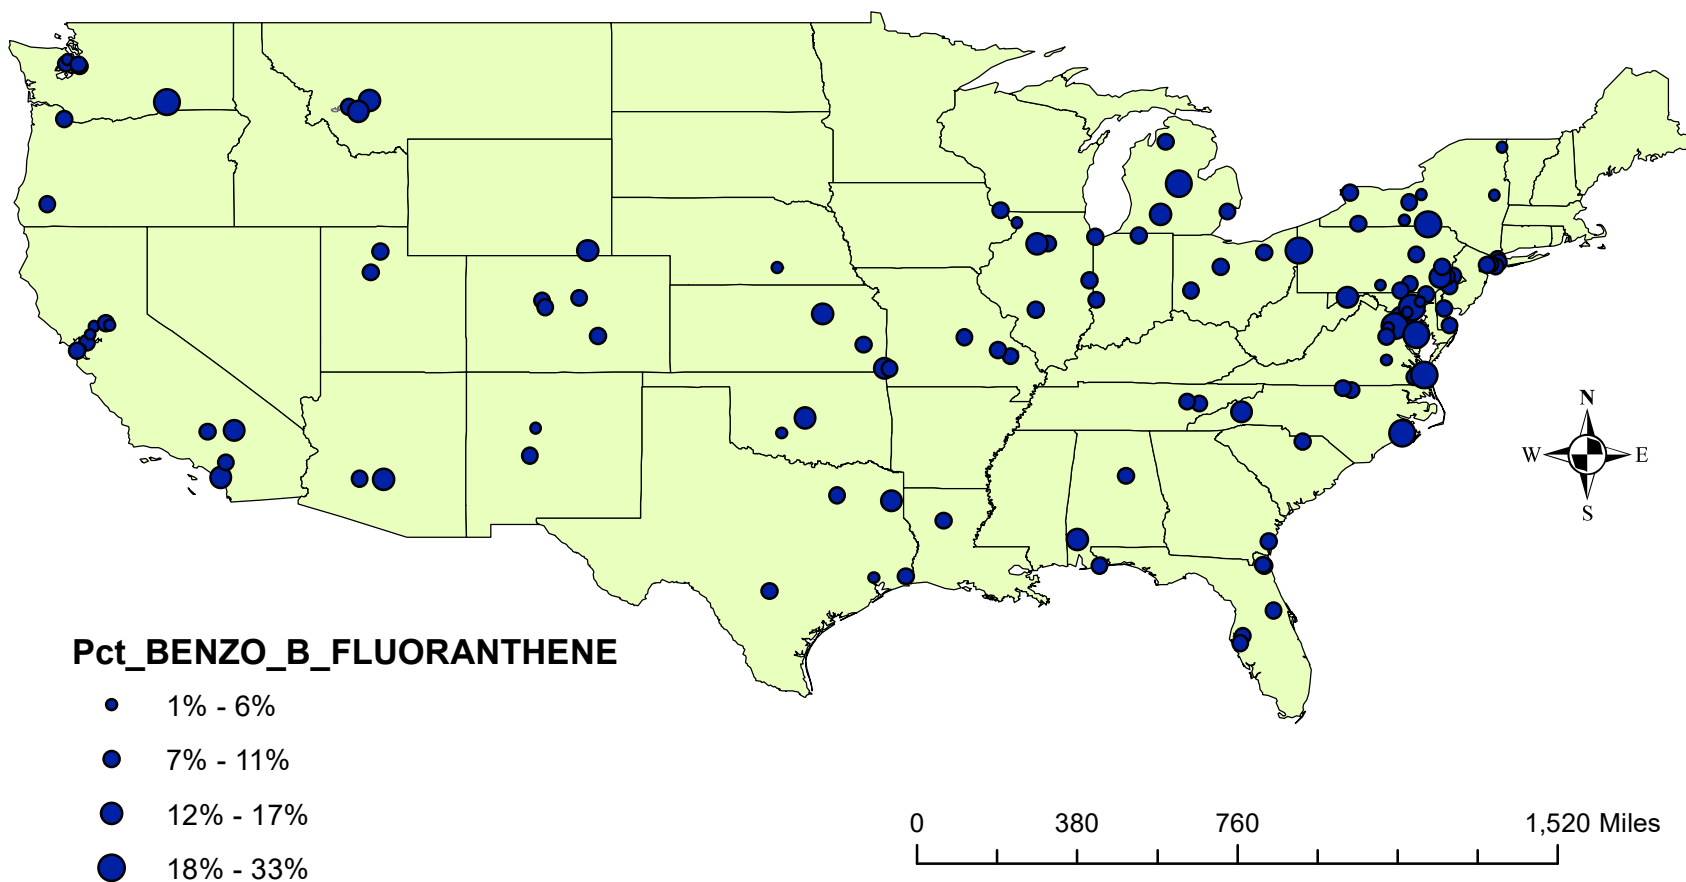 N
W E
S
Pct_BENZO_B_FLUORANTHENE
1% - 6%
7% - 11%
12% - 17%
18% - 33%
0 380 760 1,520 Miles